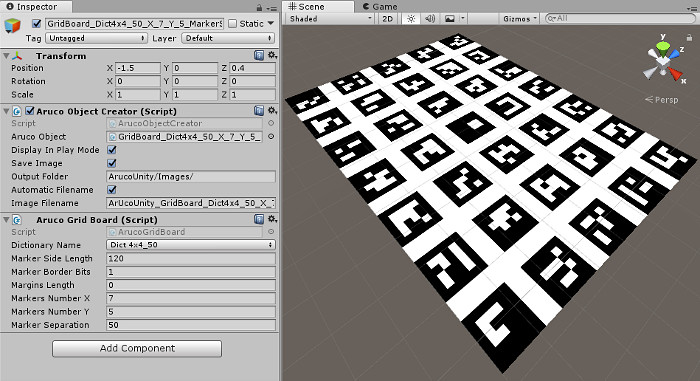 Inspector
GridBoard_Dict4x4_50_X_7_Y_5_Marker Static
Tag Untagged Layer Default
Transform
Position X -1.5 Y 0 Z 0.4
Rotation X 0 Y 0 Z 0
Scale X 1 Y 1 Z 1
Aruco Object Creator (Script)
Script ArucoObjectCreator
Aruco Object GridBoard_Dict4x4_50_X_7_Y_5_
Display In Play Mode
Save Image
Output Folder ArucoUnity/Images/
Automatic Filename
Image Filename ArUcoUnity_GridBoard_Dict4x4_50_X_7
Aruco Grid Board (Script)
Script ArucoGridBoard
Dictionary Name Dict 4x4_50
Marker Side Length 120
Marker Border Bits 1
Margins Length 0
Markers Number X 7
Markers Number Y 5
Marker Separation 50
Add Component
Scene Game
Shaded 2D Gizmos All
y
z
x
Persp